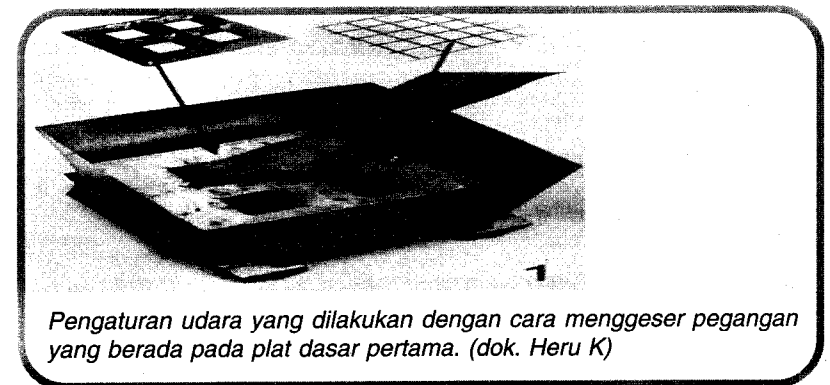 Pengaturan udara yang dilakukan dengan cara menggeser pegangan
yang berada pada plat dasar pertama. (dok. Heru K)